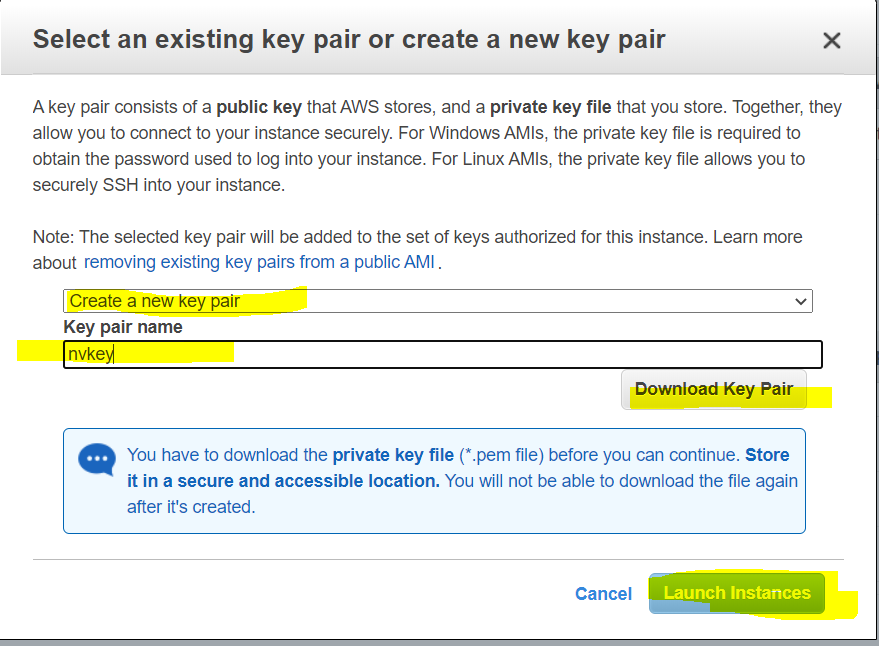 Select an existing key pair or create a new key pair
A key pair consists of a public key that AWS stores, and a private key file that you store. Together, they
allow you to connect to your instance securely. For Windows AMIs, the private key file is required to
obtain the password used to log into your instance. For Linux AMIs, the private key file allows you to
securely SSH into your instance.
Note: The selected key pair will be added to the set of keys authorized for this instance. Learn more
about removing existing key pairs from a public AMI.
Create a new key pair
Key pair name
nvkey
Download Key Pair
You have to download the private key file (*.pem file) before you can continue. Store
it in a secure and accessible location. You will not be able to download the file again
after it's created.
Cancel Launch Instances